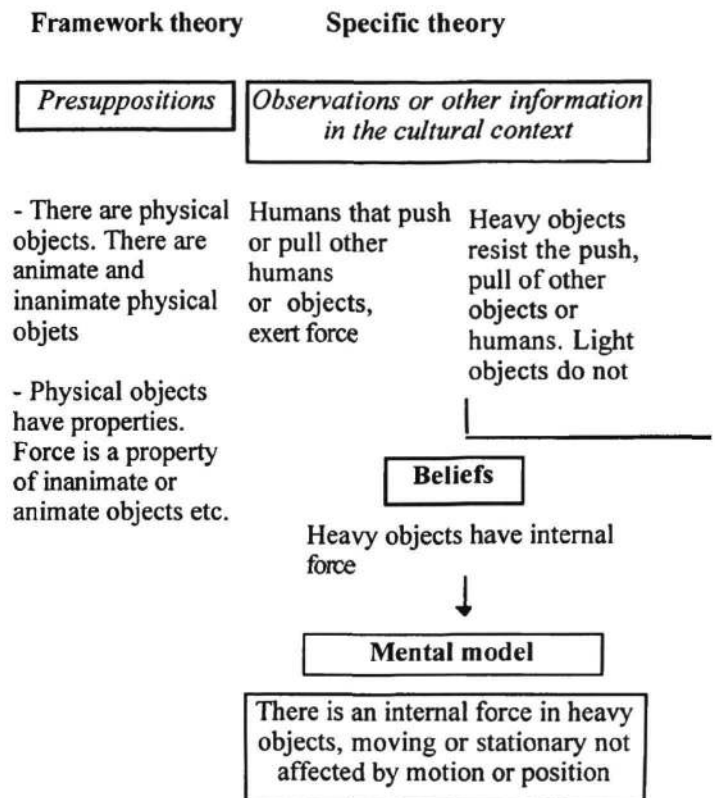 Framework theory
Specific theory
Presuppositions
Observations or other information
in the cultural context
- There are physical
objects. There are
animate and
inanimate physical
objets
- Physical objects
have properties.
Force is a property
of inanimate or
animate objects etc.
Humans that push
or pull other
humans
or objects,
exert force
Heavy objects
resist the push,
pull of other
objects or
humans. Light
objects do not
Beliefs
Heavy objects have internal
force
Mental model
There is an internal force in heavy
objects, moving or stationary not
affected by motion or position